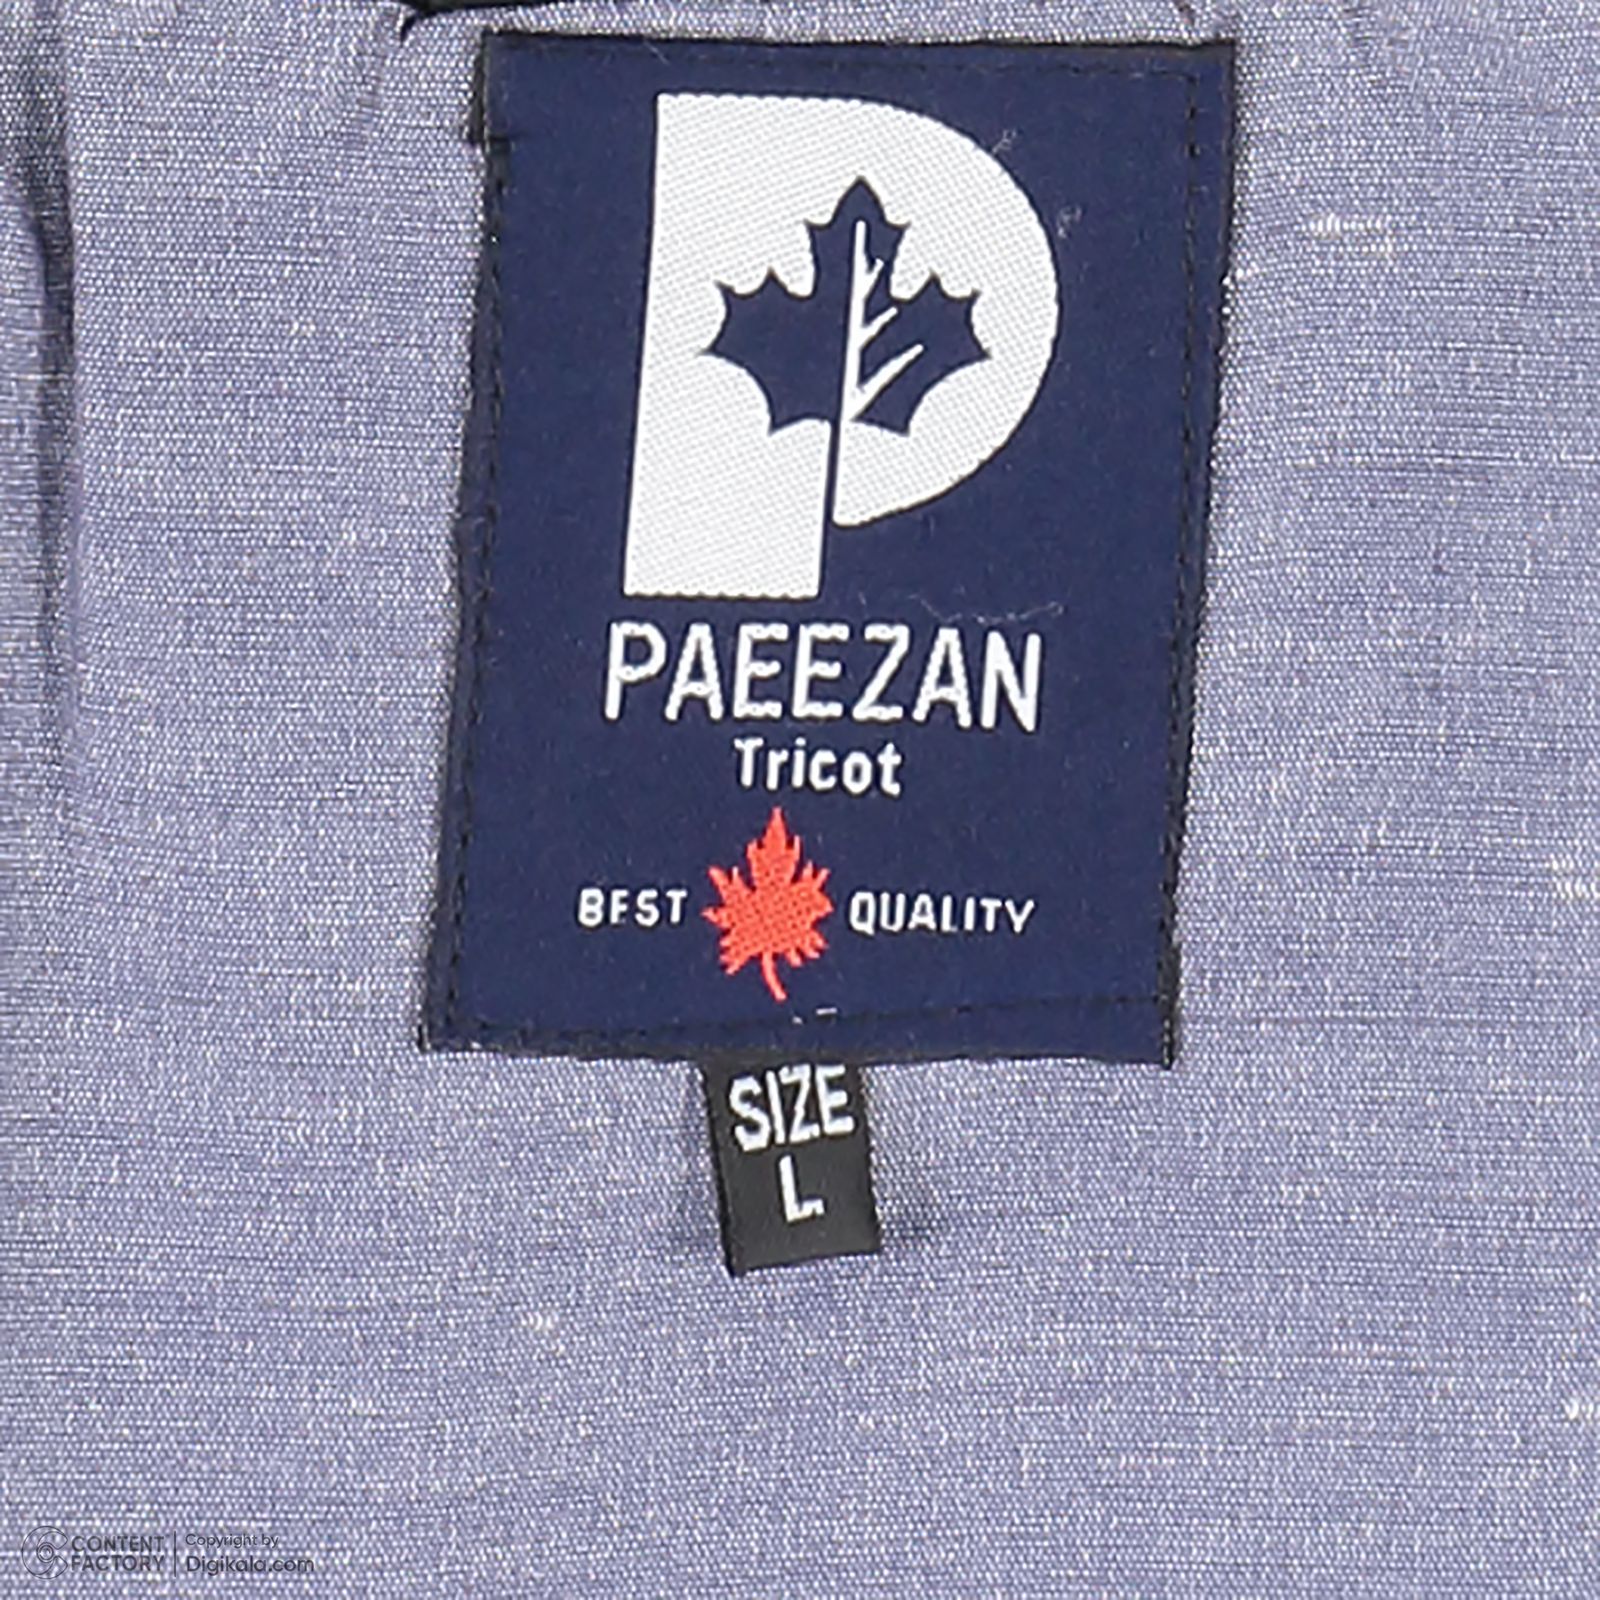 P
PAEEZAN
Tricot
BEST QUALITY
SIZE
L
CONTENT FACTORY
Copyright by
Digikala.com